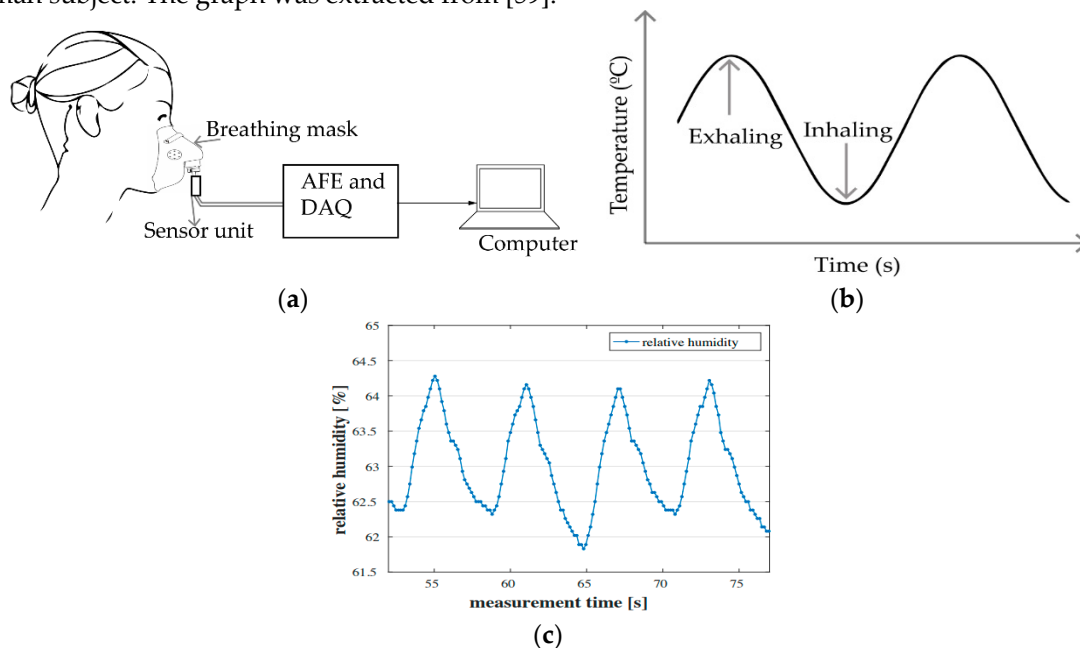 man subject. The graph was extracted from [39].
Breathing mask
AFE and
DAQ
Sensor unit
Computer
(a)
Temperature (ºC)
Exhaling
Inhaling
Time (s)
(b)
relative humidity
relative humidity [%]
65
64.5
64
63.5
63
62.5
62
61.5
55
60
65
70
75
measurement time [s]
(c)